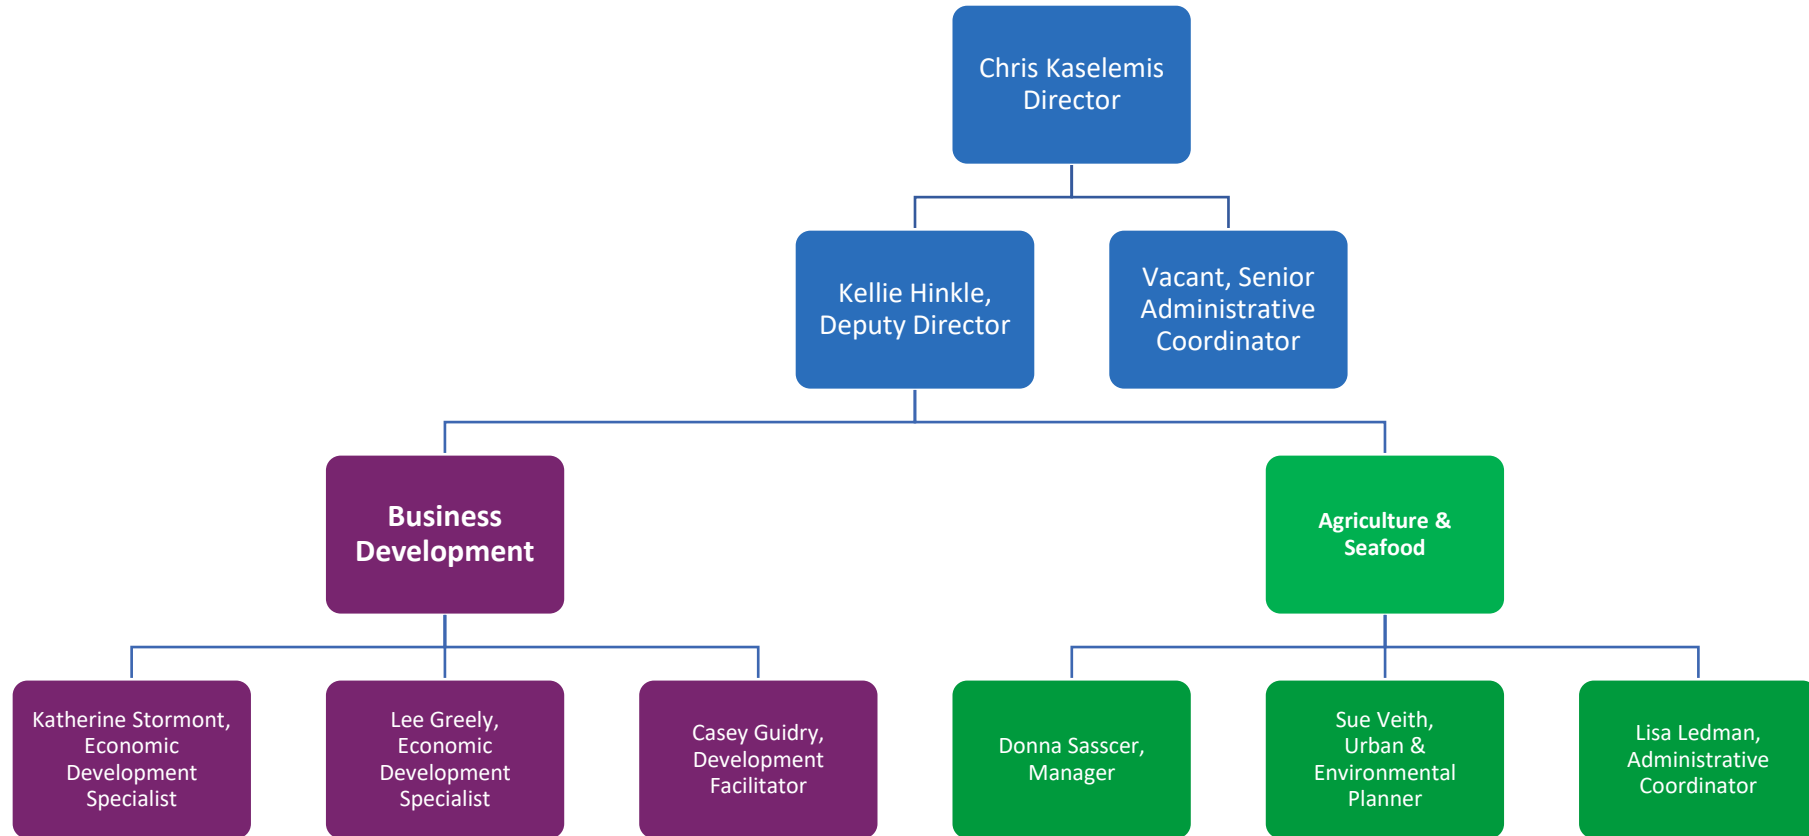 Chris Kaselemis
Director
Kellie Hinkle,
Deputy Director
Vacant, Senior
Administrative
Coordinator
Business
Development
Agriculture &
Seafood
Katherine Stormont,
Economic
Development
Specialist
Lee Greely,
Economic
Development
Specialist
Casey Guidry,
Development
Facilitator
Donna Sasscer,
Manager
Sue Veith,
Urban &
Environmental
Planner
Lisa Ledman,
Administrative
Coordinator